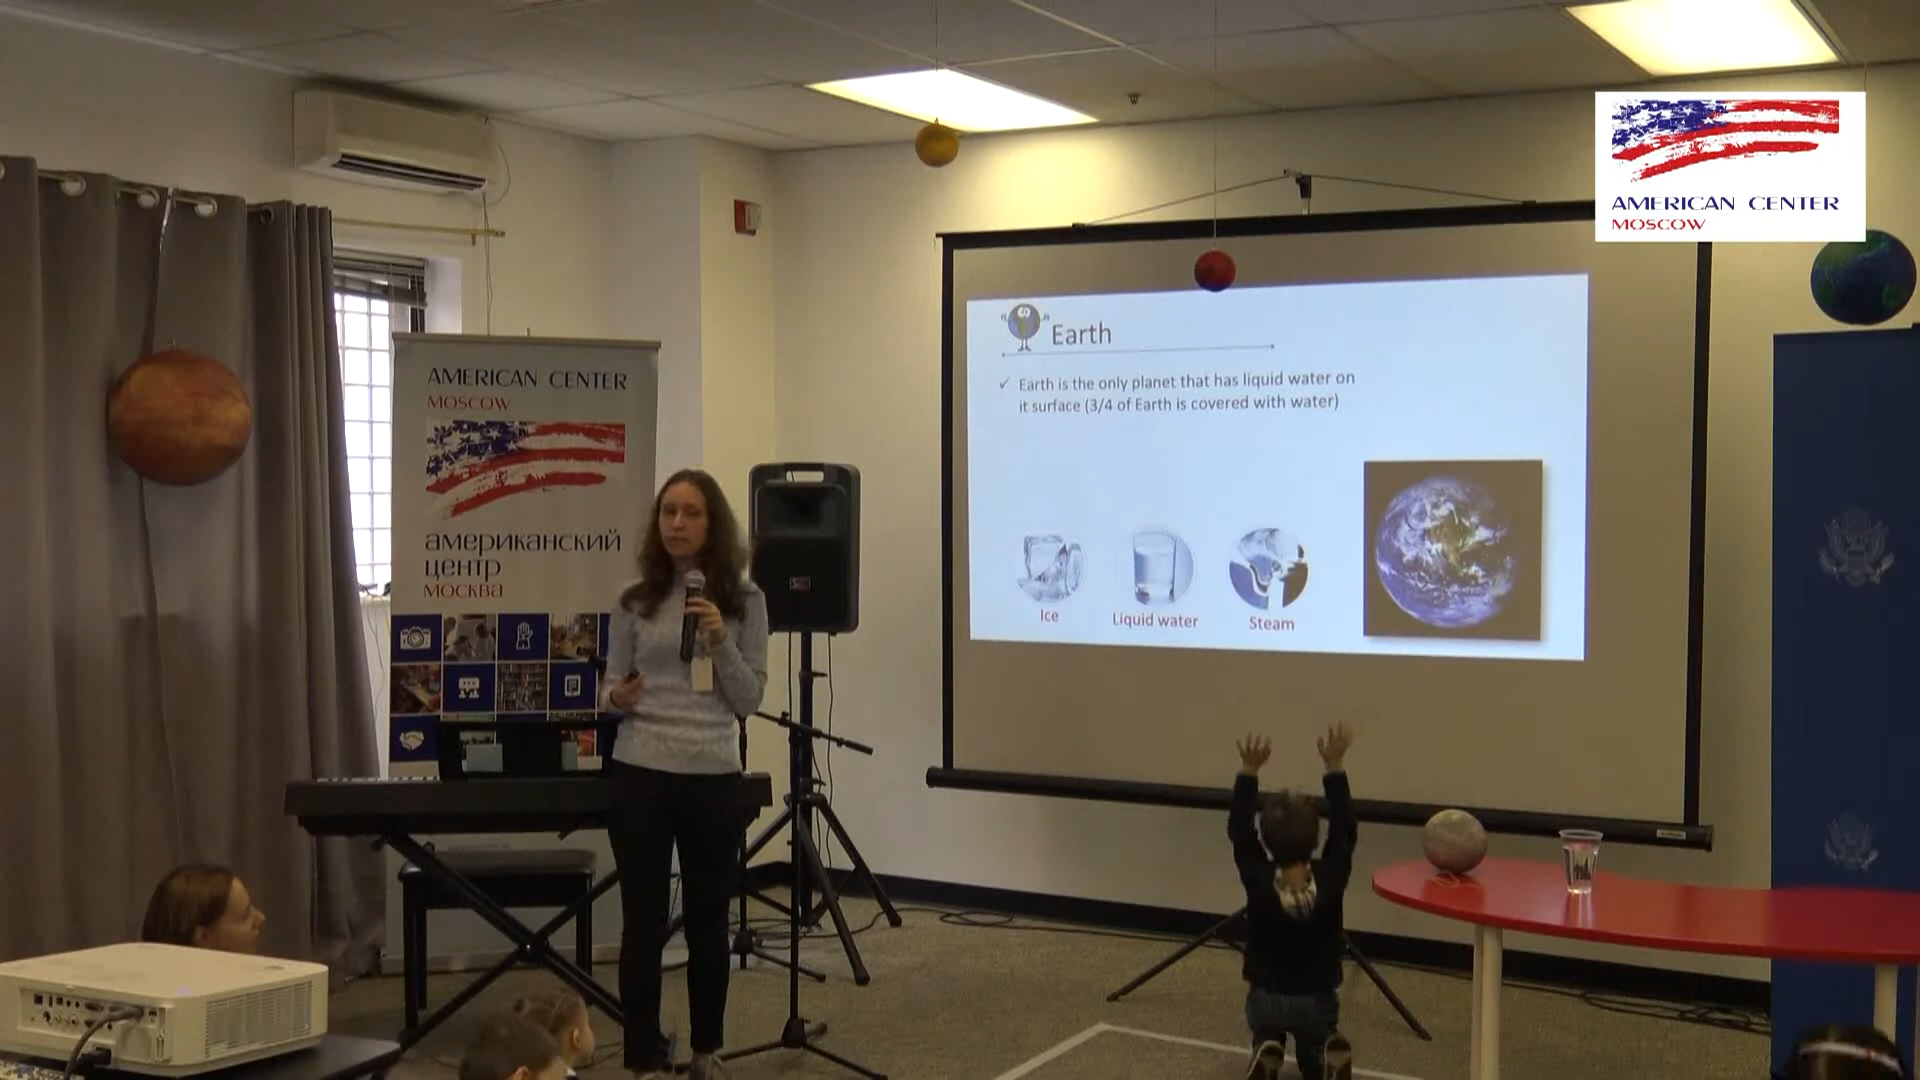 AMERICAN CENTER
MOSCOW
AMERICAN CENTER
MOSCOW
американский
центр
москва
Earth
✓ Earth is the only planet that has liquid water on
it surface (3/4 of Earth is covered with water)
Ice
Liquid water
Steam